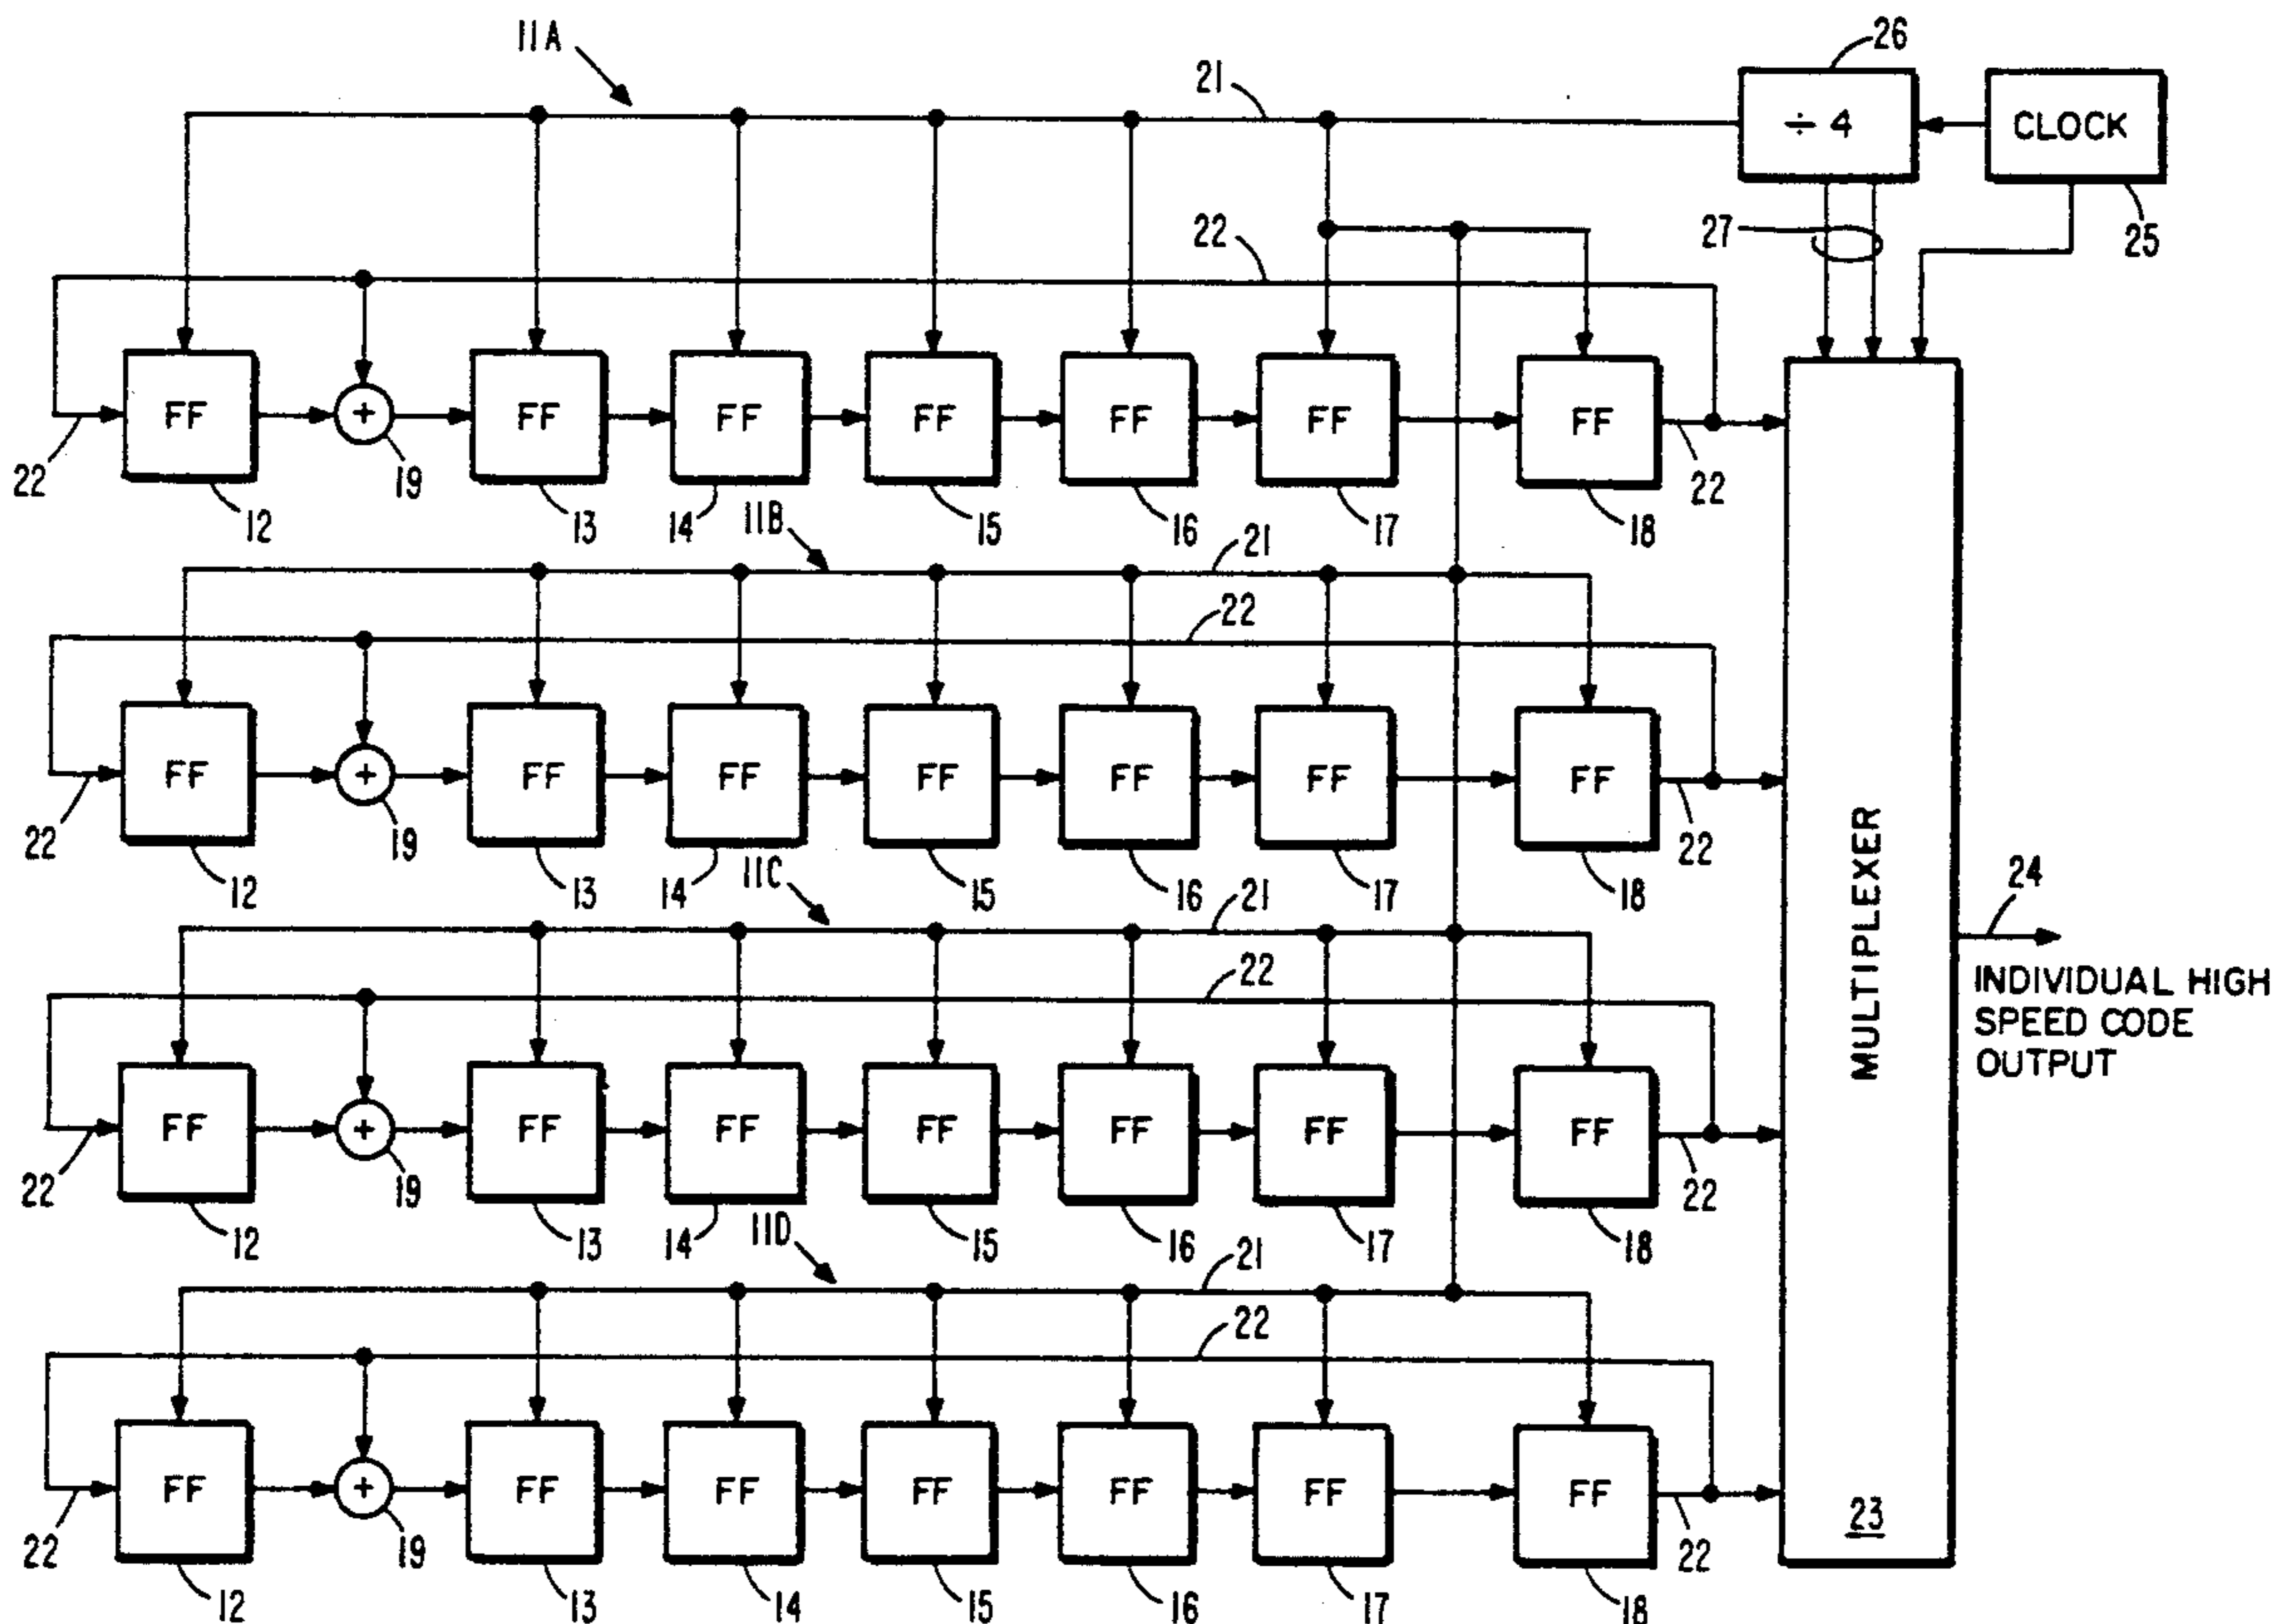 11A
26
21
÷ 4
CLOCK
22
27
25
FF + FF FF FF FF FF
22 12 19 13 14 15 16 17 18 22
11B
21
22
FF + FF FF FF FF FF
22 12 19 13 14 15 16 17 18 22
11C
21
22
FF + FF FF FF FF FF
22 12 19 13 14 15 16 17 18 22
11D
21
22
FF + FF FF FF FF FF FF
22 12 19 13 14 15 16 17 18 22
MULTIPLEXER
23
24
INDIVIDUAL HIGH
SPEED CODE
OUTPUT